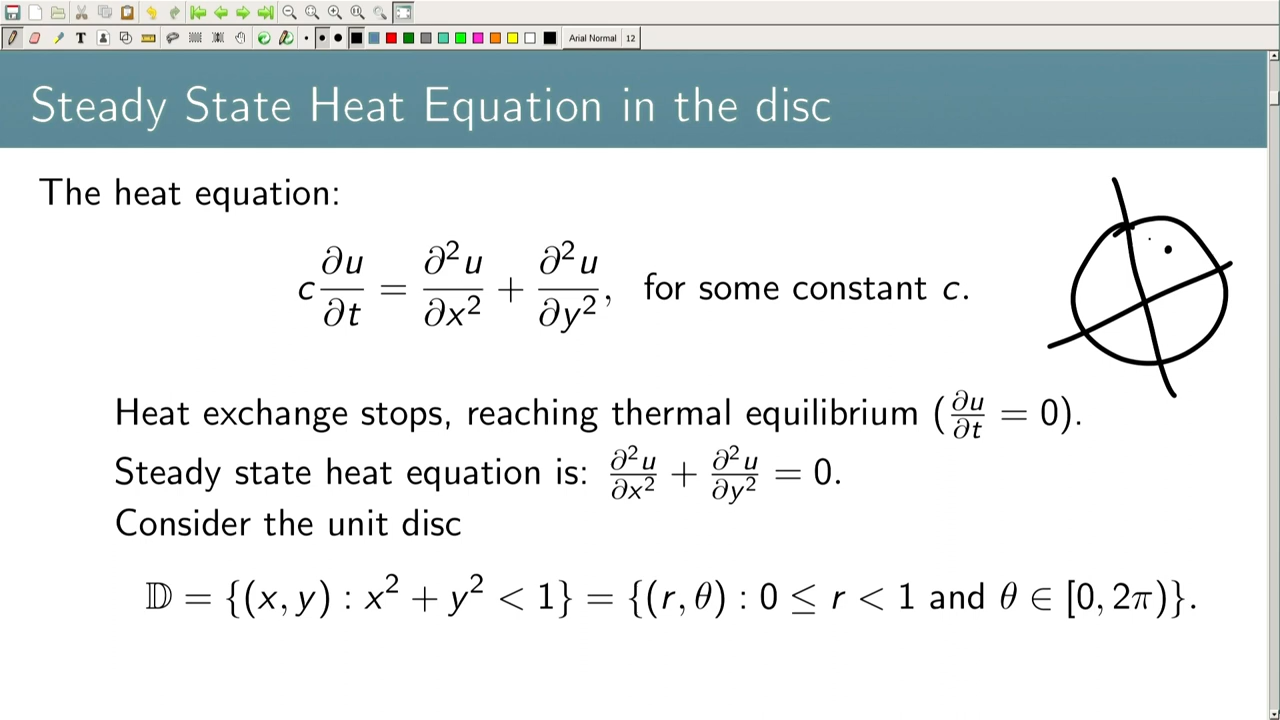 T Arial Normal 12
Steady State Heat Equation in the disc
The heat equation:
c ∂u/∂t = ∂²u/∂x² + ∂²u/∂y², for some constant c.
Heat exchange stops, reaching thermal equilibrium (∂u/∂t = 0).
Steady state heat equation is: ∂²u/∂x² + ∂²u/∂y² = 0.
Consider the unit disc
𝔻 = {(x, y) : x² + y² < 1} = {(r, θ) : 0 ≤ r < 1 and θ ∈ [0, 2π)}.